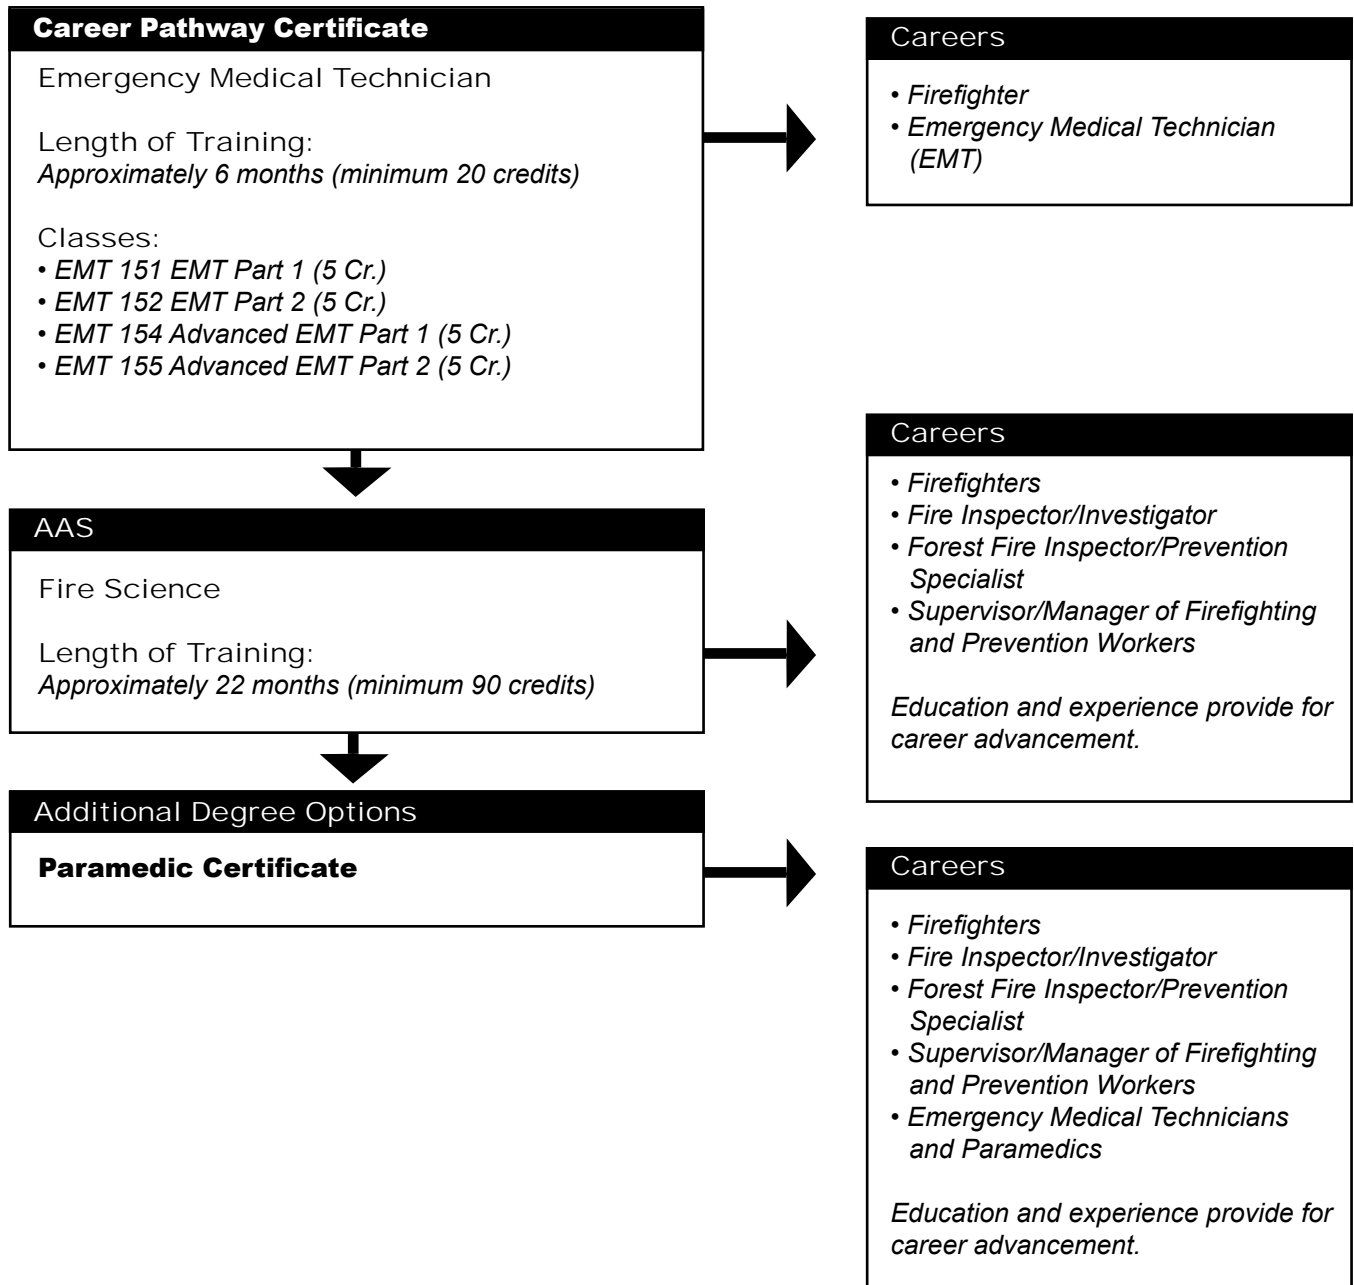 Career Pathway Certificate
Emergency Medical Technician
Length of Training:
Approximately 6 months (minimum 20 credits)
Classes:
• EMT 151 EMT Part 1 (5 Cr.)
• EMT 152 EMT Part 2 (5 Cr.)
• EMT 154 Advanced EMT Part 1 (5 Cr.)
• EMT 155 Advanced EMT Part 2 (5 Cr.)
Careers
• Firefighter
• Emergency Medical Technician
(EMT)
AAS
Fire Science
Length of Training:
Approximately 22 months (minimum 90 credits)
Careers
• Firefighters
• Fire Inspector/Investigator
• Forest Fire Inspector/Prevention
Specialist
• Supervisor/Manager of Firefighting
and Prevention Workers
Education and experience provide for
career advancement.
Additional Degree Options
Paramedic Certificate
Careers
• Firefighters
• Fire Inspector/Investigator
• Forest Fire Inspector/Prevention
Specialist
• Supervisor/Manager of Firefighting
and Prevention Workers
• Emergency Medical Technicians
and Paramedics
Education and experience provide for
career advancement.